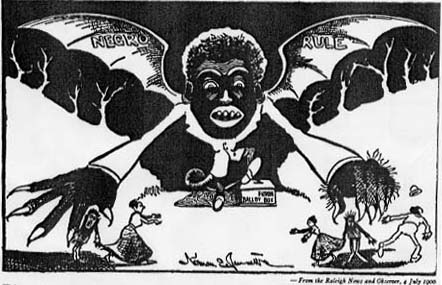 NEGRO RULE
FUSION
BALLOT BOX
Norman E. Jennett
— From the Raleigh News and Observer, 4 July 1900